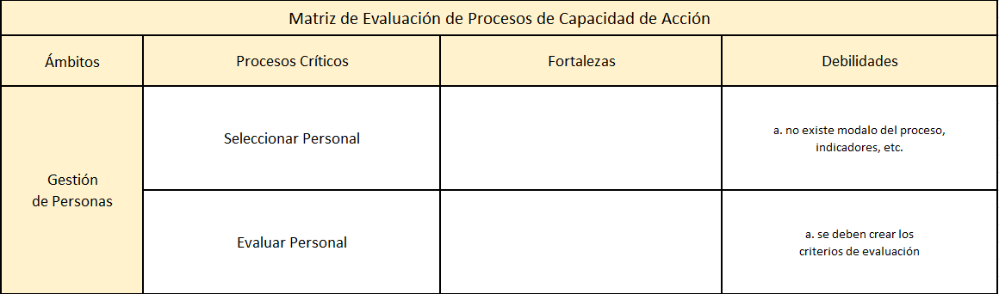 Matriz de Evaluación de Procesos de Capacidad de Acción
Ámbitos
Procesos Críticos
Fortalezas
Debilidades
Gestión
de Personas
Seleccionar Personal
a. no existe modalo del proceso,
indicadores, etc.
Evaluar Personal
a. se deben crear los
criterios de evaluación